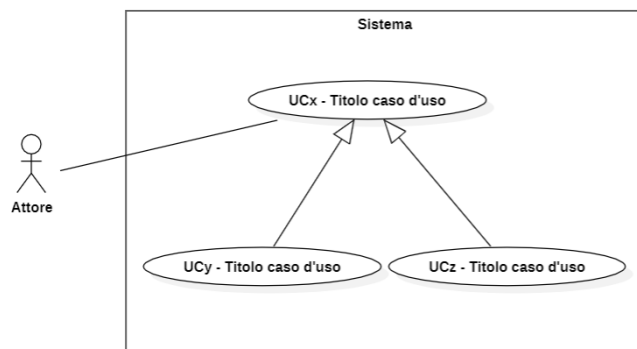 Sistema
UCx - Titolo caso d'uso
Attore
UCy - Titolo caso d'uso
UCz - Titolo caso d'uso